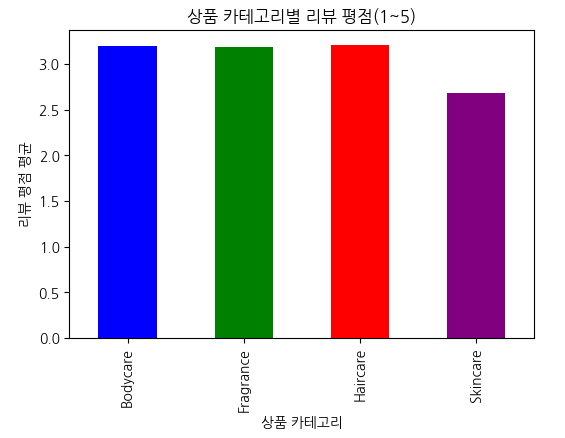 상품 카테고리별 리뷰 평점(1~5)
리뷰 평점 평균
3.0
2.5
2.0
1.5
1.0
0.5
0.0
Bodycare
Fragrance
Haircare
Skincare
상품 카테고리